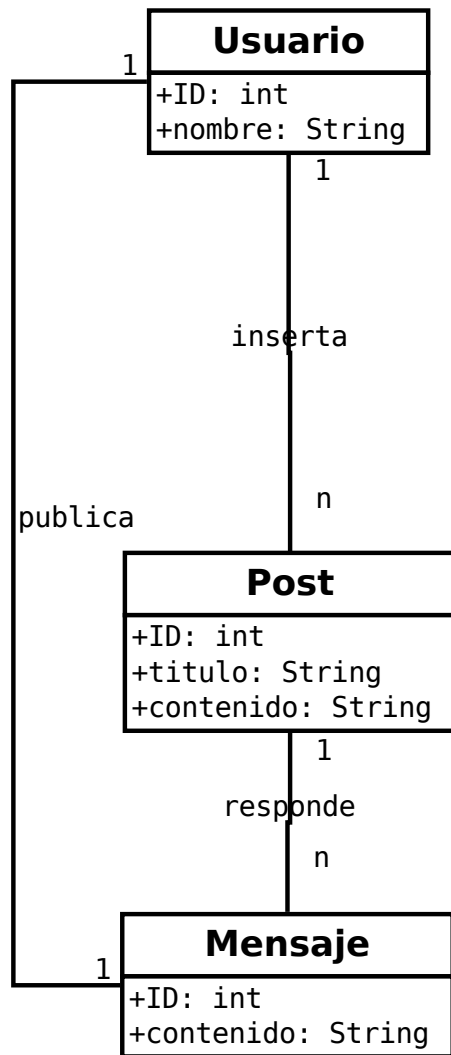 Usuario
1
+ID: int
+nombre: String
1
inserta
n
publica
Post
+ID: int
+titulo: String
+contenido: String
1
responde
n
Mensaje
1
+ID: int
+contenido: String